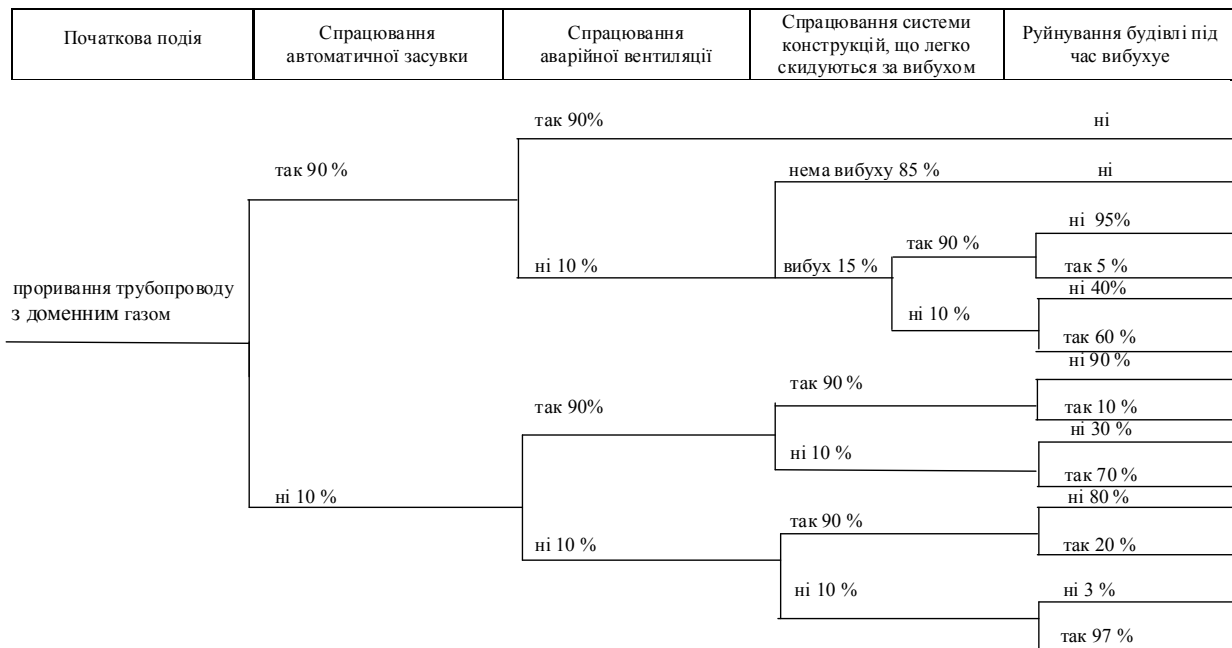 Початкова подія
Спрацювання
автоматичної засувки
Спрацювання
аварійної вентиляції
Спрацювання системи
конструкцій, що легко
скидуються за вибухом
Руйнування будівлі під
час вибухує
так 90%
ні
так 90 %
нема вибуху 85 %
ні
ні 95%
так 90 %
ні 10 %
вибух 15 %
так 5 %
ні 40%
проривання трубопроводу
з доменним газом
ні 10 %
так 60 %
ні 90 %
так 90 %
так 90%
так 10 %
ні 30 %
ні 10 %
так 70 %
ні 10 %
ні 80 %
так 90 %
ні 10 %
так 20 %
ні 10 %
ні 3 %
так 97 %